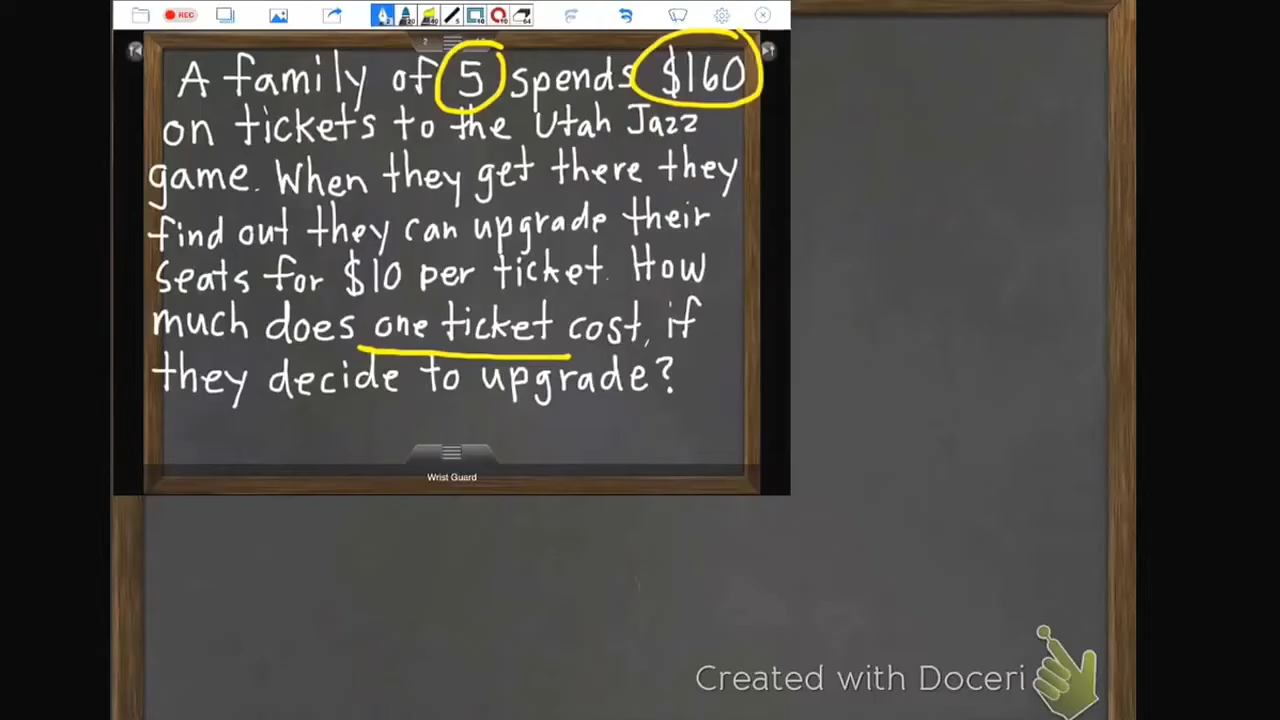 REC
A family of 5 spends $160
on tickets to the Utah Jazz
game. When they get there they
find out they can upgrade their
seats for $10 per ticket. How
much does one ticket cost, if
they decide to upgrade?
Wrist Guard
Created with Doceri